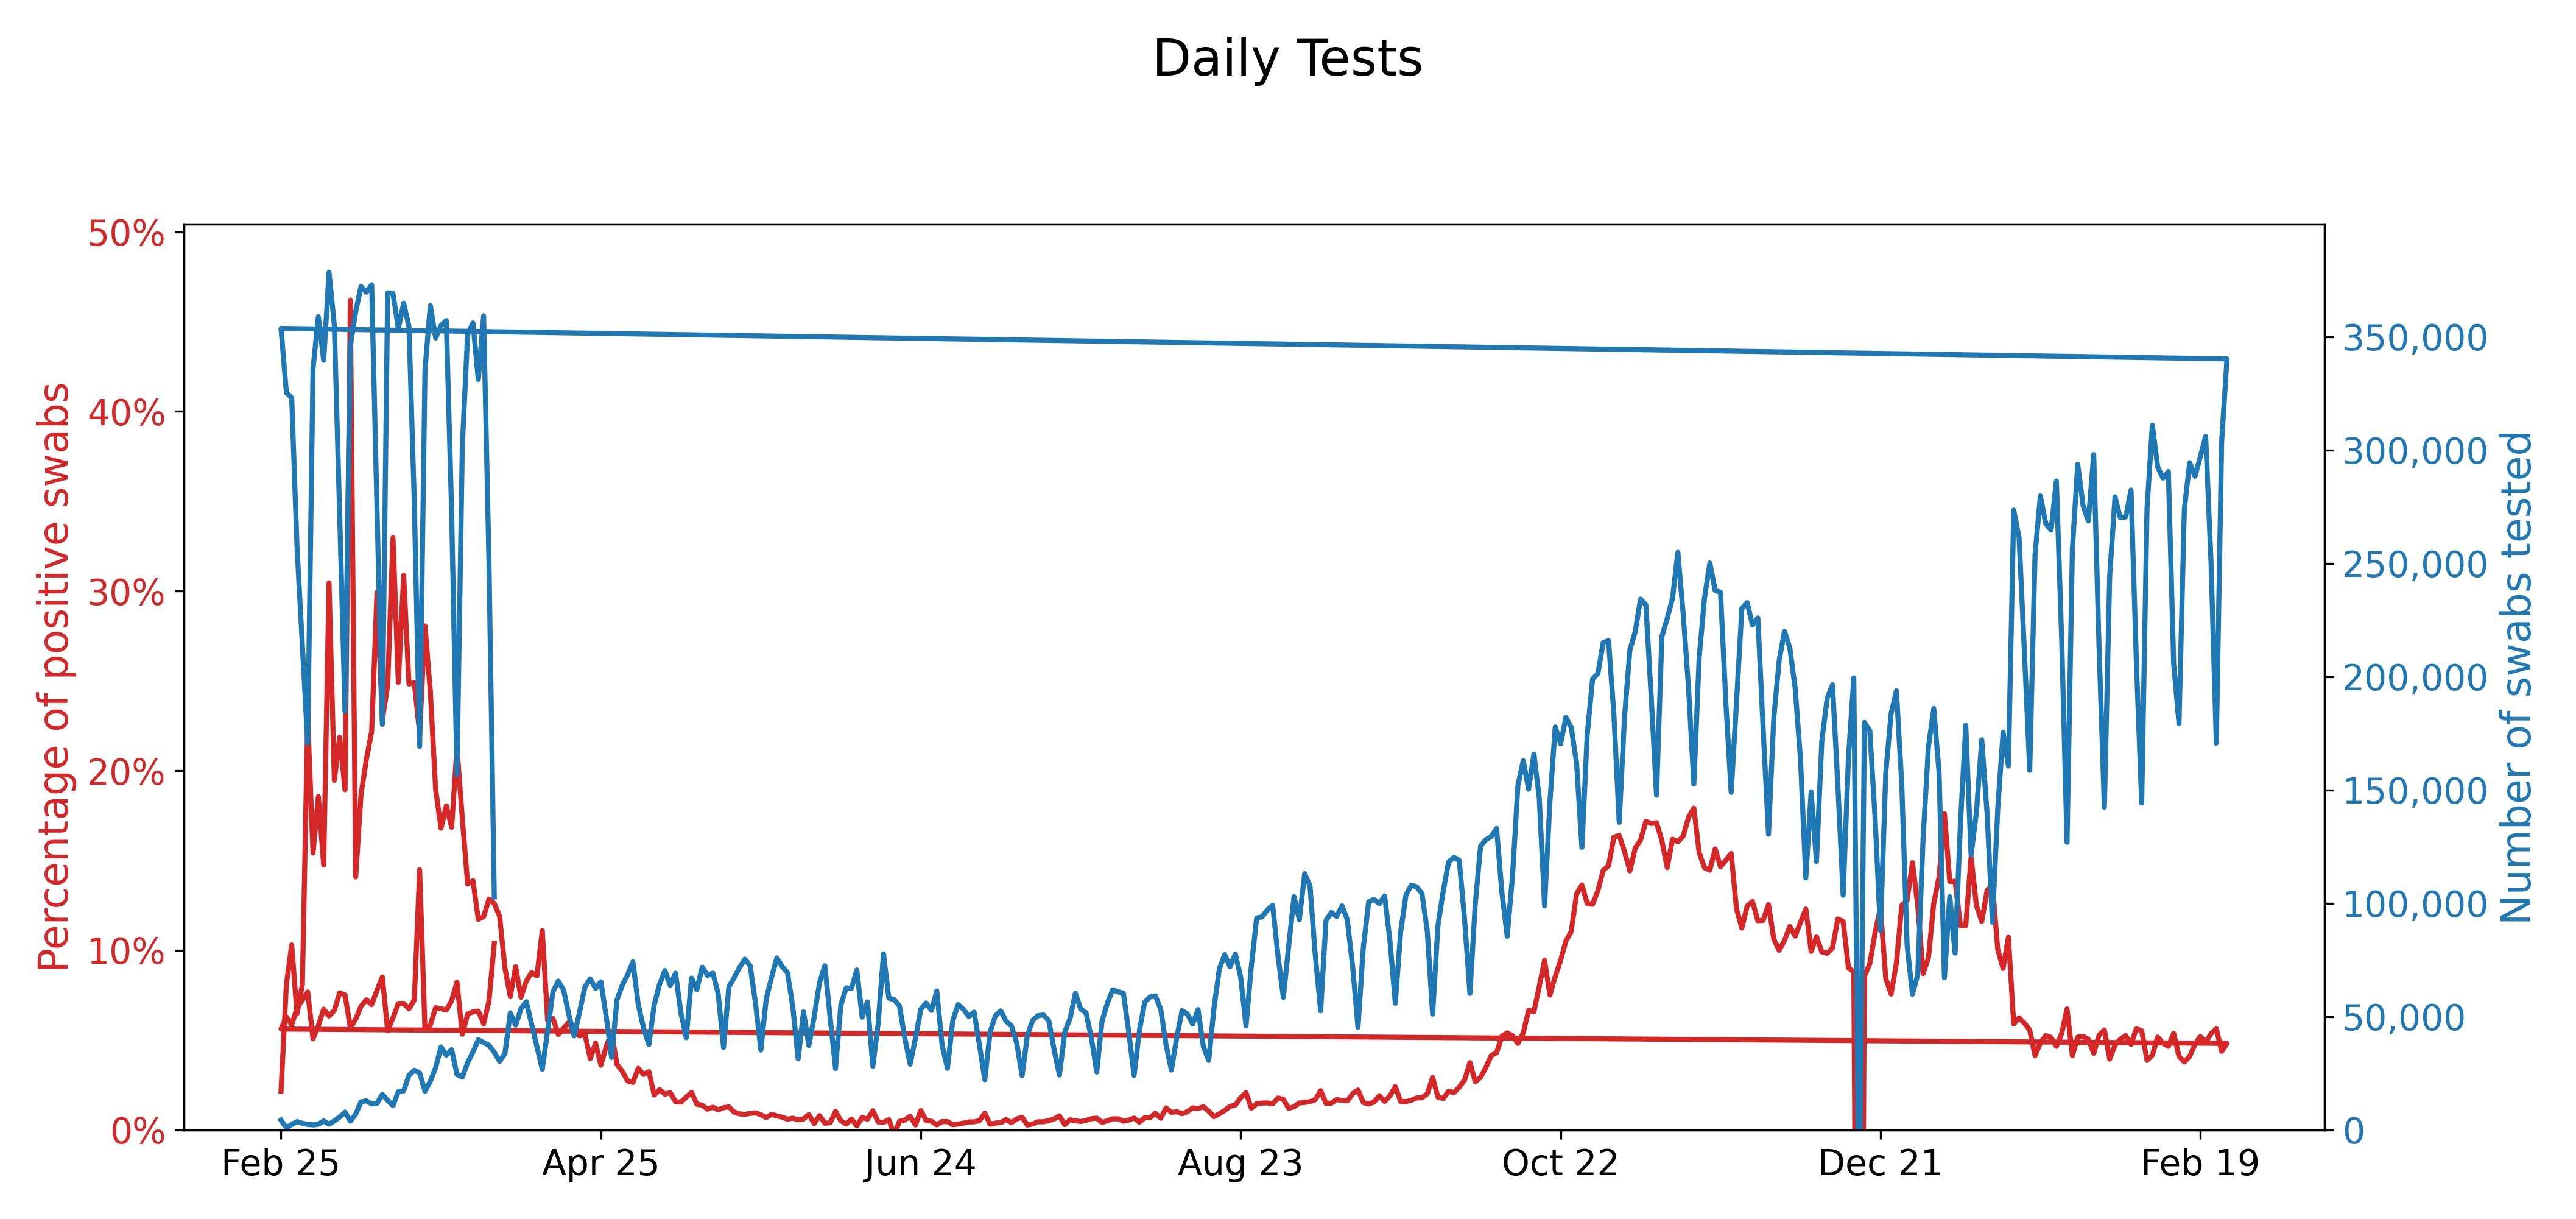 Daily Tests
50%
40%
30%
20%
10%
0%
Percentage of positive swabs
350,000
300,000
250,000
200,000
150,000
100,000
50,000
0
Number of swabs tested
Feb 25
Apr 25
Jun 24
Aug 23
Oct 22
Dec 21
Feb 19